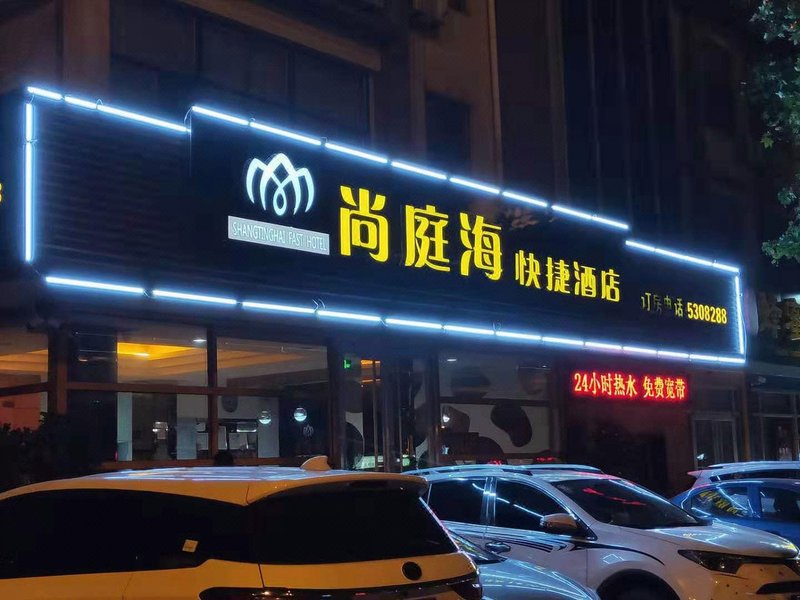 尚庭海 快捷酒店 订房电话 5308288
SHANGTINGHAI FAST HOTEL
24小时热水 免费宽带